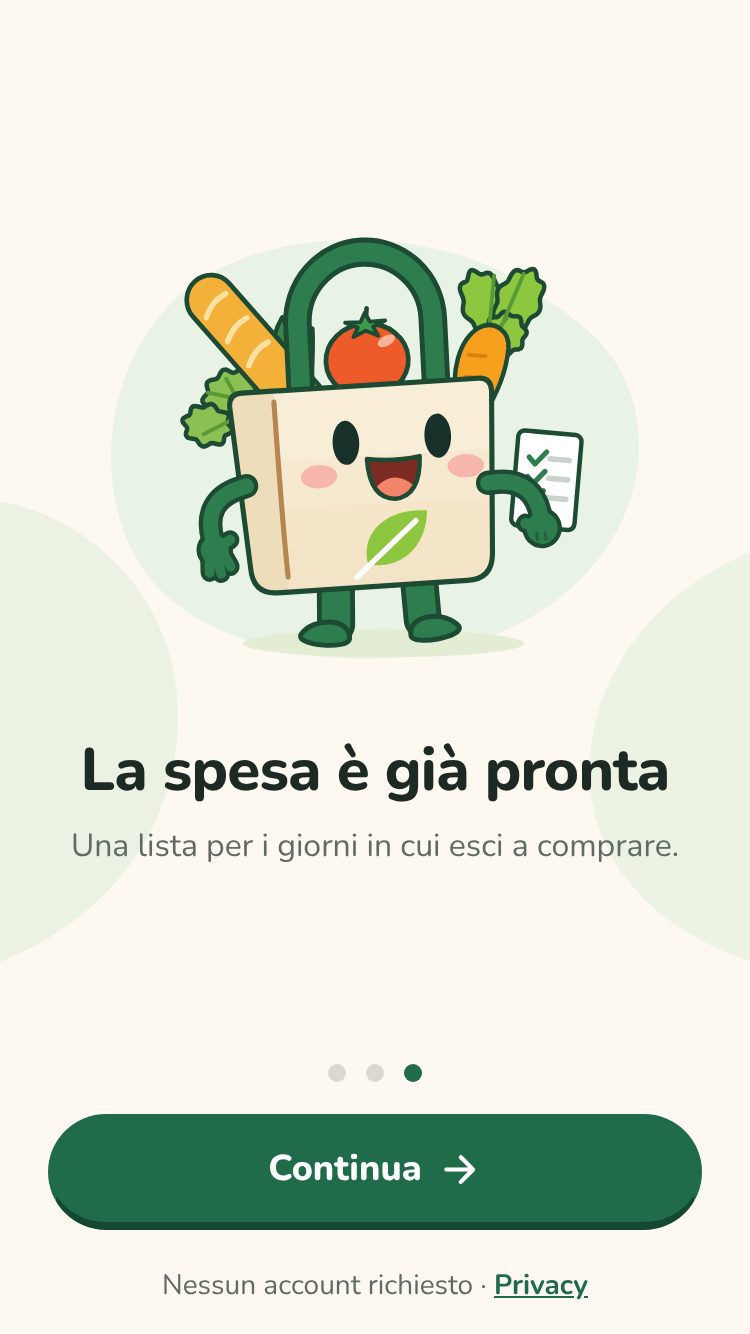 La spesa è già pronta
Una lista per i giorni in cui esci a comprare.
Continua →
Nessun account richiesto · Privacy